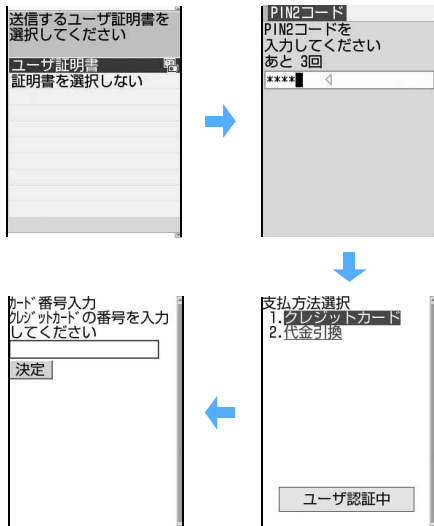 送信するユーザ証明書を
選択してください
ユーザ証明書
証明書を選択しない
PIN2コード
PIN2コードを
入力してください
あと 3回
****
支払方法選択
1.クレジットカード
2.代金引換
ユーザ認証中
ｶｰﾄﾞ番号入力
ｸﾚｼﾞｯﾄｶｰﾄﾞの番号を入力
してください
決定